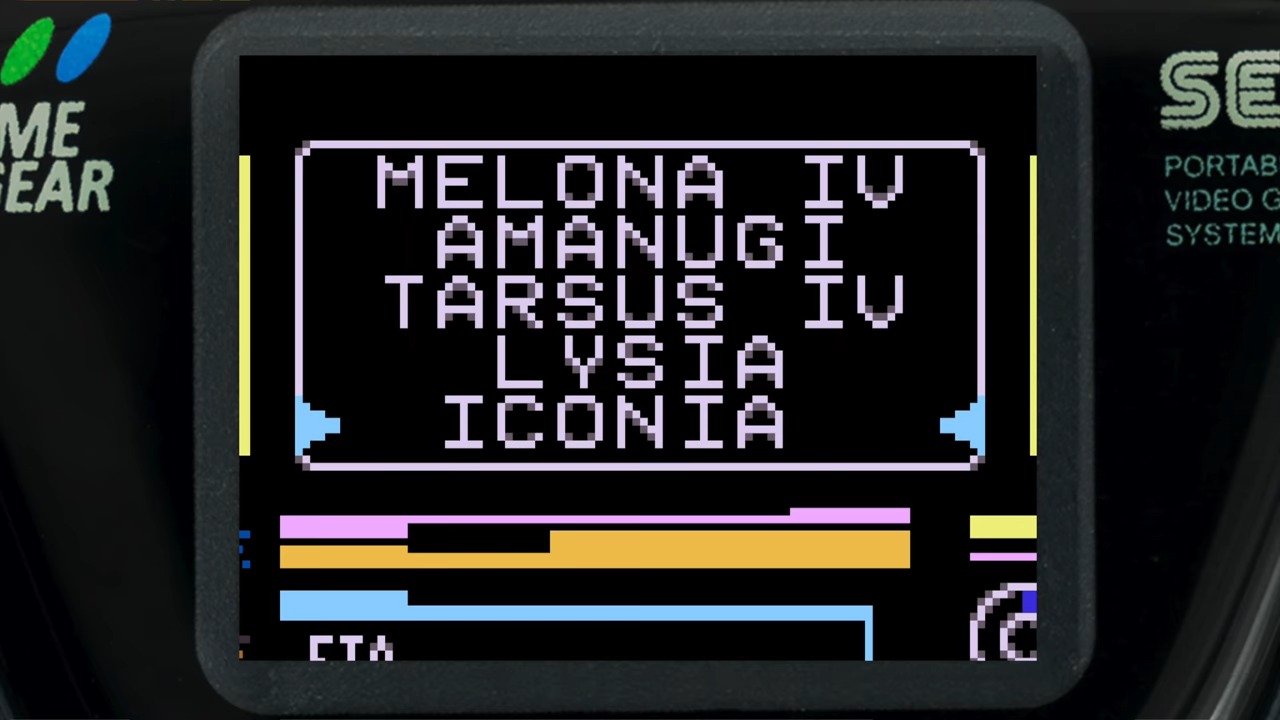 ME
GEAR
SE
PORTAB
VIDEO G
SYSTEM
MELONA IV
AMANUGI
TARSUS IV
LYSIA
ICONIA
ETA